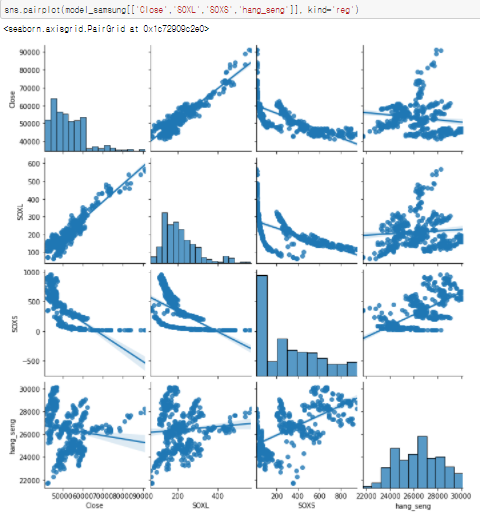 sns.pairplot(model_samsung[['Close','SOXL','SOXS','hang_seng']], kind='reg')
<seaborn.axisgrid.PairGrid at 0x1c72909c2e0>
90000
80000
70000
60000
50000
40000
Close
600
500
400
300
200
100
SOXL
1000
500
0
−500
SOXS
30000
28000
26000
24000
22000
hang_seng
50000 60000 70000 80000 90000
Close
200 400
SOXL
200 400 600 800
SOXS
22000 24000 26000 28000 30000
hang_seng